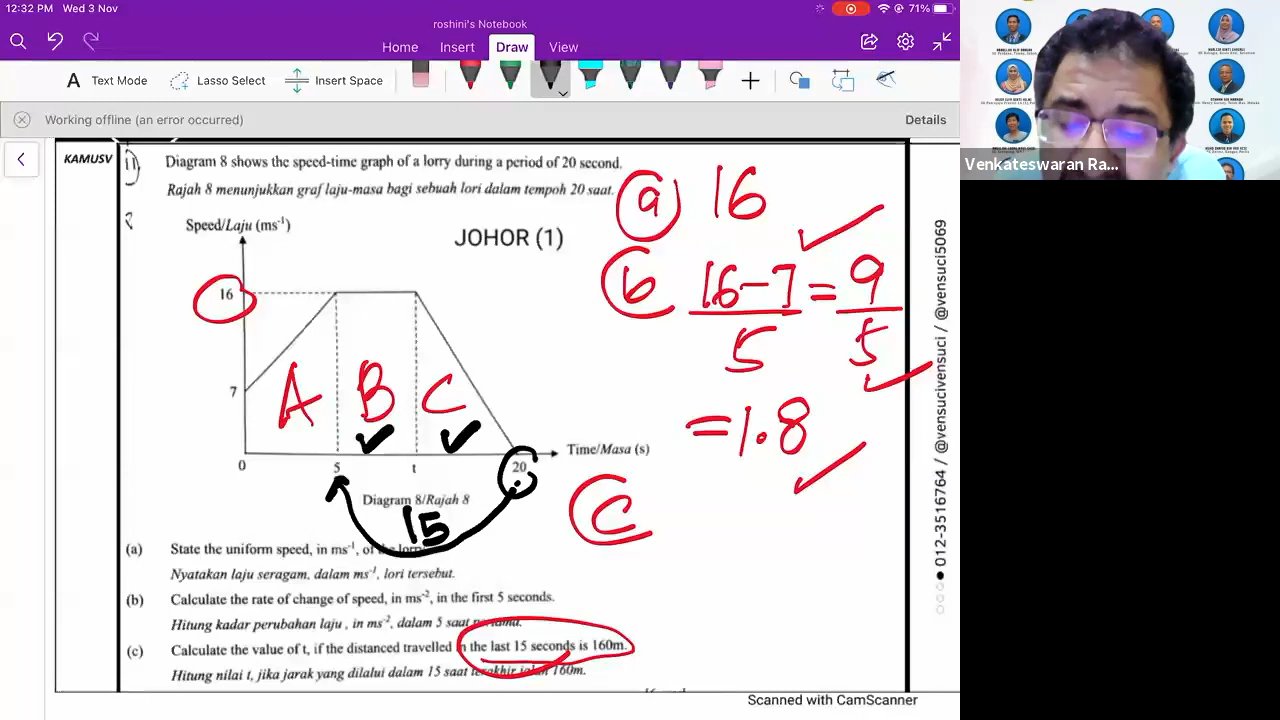 12:32 PM Wed 3 Nov
71%
roshini's Notebook
Home Insert Draw View
A Text Mode Lasso Select Insert Space
Working offline (an error occurred) Details
Venkateswaran Ra...
KAMUSV
Diagram 8 shows the speed-time graph of a lorry during a period of 20 second.
Rajah 8 menunjukkan graf laju-masa bagi sebuah lori dalam tempoh 20 saat.
Speed/Laju (ms⁻¹)
JOHOR (1)
16
7
A B C
0 5 t 20
Time/Masa (s)
Diagram 8/Rajah 8
15
a 16
b 16-7/5 = 9/5
=1.8
c
(a) State the uniform speed, in ms⁻¹, of the lorry
Nyatakan laju seragam, dalam ms⁻¹, lori tersebut.
(b) Calculate the rate of change of speed, in ms⁻², in the first 5 seconds.
Hitung kadar perubahan laju , in ms⁻², dalam 5 saat pertama.
(c) Calculate the value of t, if the distanced travelled in the last 15 seconds is 160m.
Hitung nilai t, jika jarak yang dilalui dalam 15 saat terakhir ialah 160m.
Scanned with CamScanner
012-3516764 / @vensucivensuci / @vensuci5069